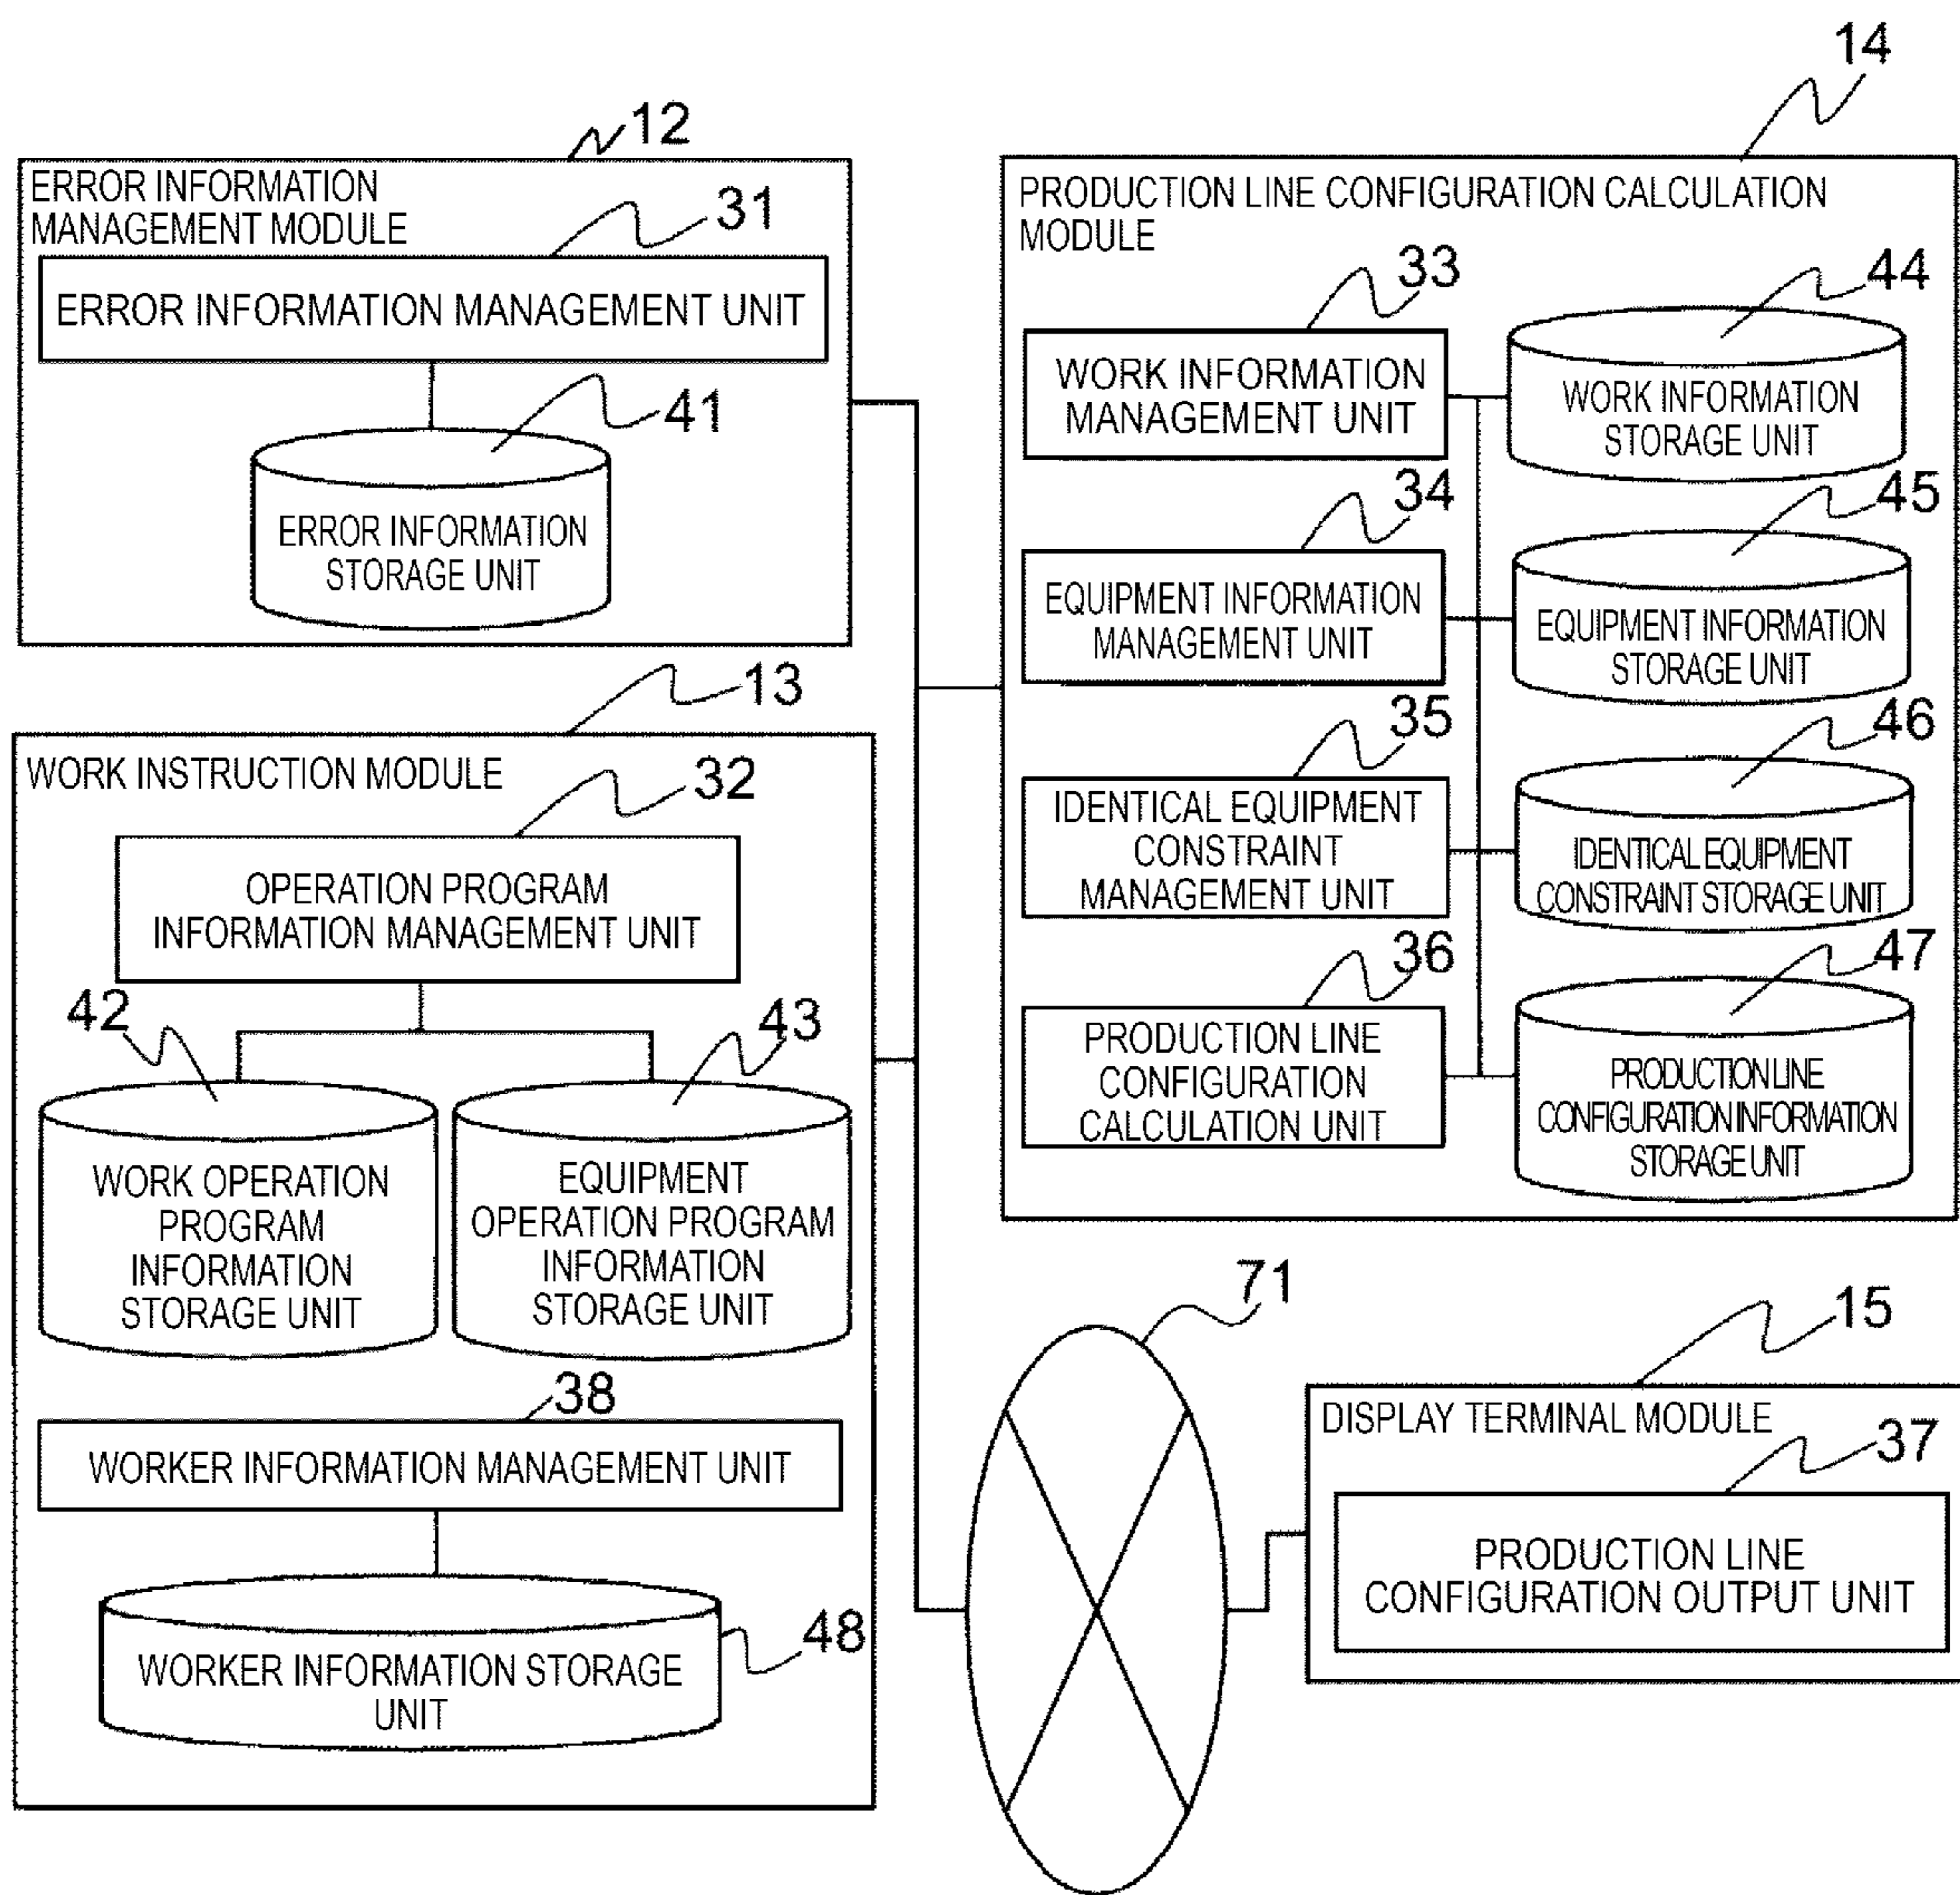 12
ERROR INFORMATION
MANAGEMENT MODULE
31
ERROR INFORMATION MANAGEMENT UNIT
41
ERROR INFORMATION
STORAGE UNIT
13
WORK INSTRUCTION MODULE
32
OPERATION PROGRAM
INFORMATION MANAGEMENT UNIT
42
43
WORK OPERATION
PROGRAM
INFORMATION
STORAGE UNIT
EQUIPMENT
OPERATION PROGRAM
INFORMATION
STORAGE UNIT
38
WORKER INFORMATION MANAGEMENT UNIT
48
WORKER INFORMATION STORAGE
UNIT
14
PRODUCTION LINE CONFIGURATION CALCULATION
MODULE
33
WORK INFORMATION
MANAGEMENT UNIT
44
WORK INFORMATION
STORAGE UNIT
34
EQUIPMENT INFORMATION
MANAGEMENT UNIT
45
EQUIPMENT INFORMATION
STORAGE UNIT
35
IDENTICAL EQUIPMENT
CONSTRAINT
MANAGEMENT UNIT
46
IDENTICAL EQUIPMENT
CONSTRAINT STORAGE UNIT
36
PRODUCTION LINE
CONFIGURATION
CALCULATION UNIT
47
PRODUCTION LINE
CONFIGURATION INFORMATION
STORAGE UNIT
71
15
DISPLAY TERMINAL MODULE
37
PRODUCTION LINE
CONFIGURATION OUTPUT UNIT